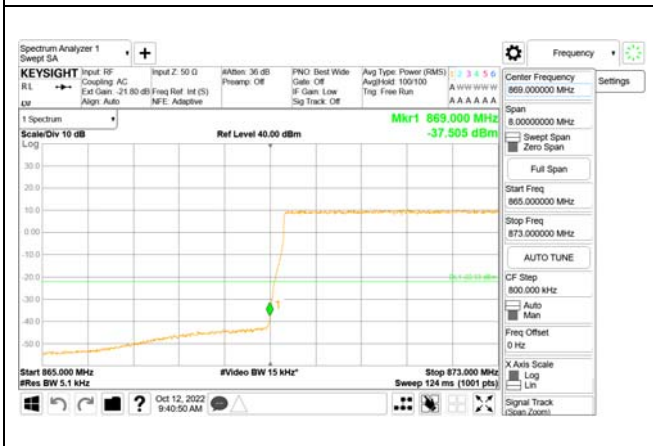 Spectrum Analyzer 1
Swept SA
+
Frequency
KEYSIGHT
RL
Input: RF
Coupling: AC
Ext Gain: -21.80 dB
Align: Auto
Input Z: 50 Ω
Freq Ref: Int (S)
NFE: Adaptive
#Atten: 36 dB
Preamp: Off
PNO: Best Wide
Gate: Off
IF Gain: Low
Sig Track: Off
Avg Type: Power (RMS)
Avg|Hold: 100/100
Trig: Free Run
1 2 3 4 5 6
A W W W W W
A A A A A A
Center Frequency
869.000000 MHz
Settings
1 Spectrum
Mkr1 869.000 MHz
Scale/Div 10 dB
Ref Level 40.00 dBm
-37.505 dBm
Log
30.0
20.0
10.0
0.00
-10.0
-20.0
-30.0
-40.0
-50.0
1
Start 865.000 MHz
#Video BW 15 kHz*
Stop 873.000 MHz
#Res BW 5.1 kHz
Sweep 124 ms (1001 pts)
Span
8.00000000 MHz
Swept Span
Zero Span
Full Span
Start Freq
865.000000 MHz
Stop Freq
873.000000 MHz
AUTO TUNE
CF Step
800.000 kHz
Auto
Man
Freq Offset
0 Hz
X Axis Scale
Log
Lin
Signal Track
(Span Zoom)
?
Oct 12, 2022
9:40:50 AM